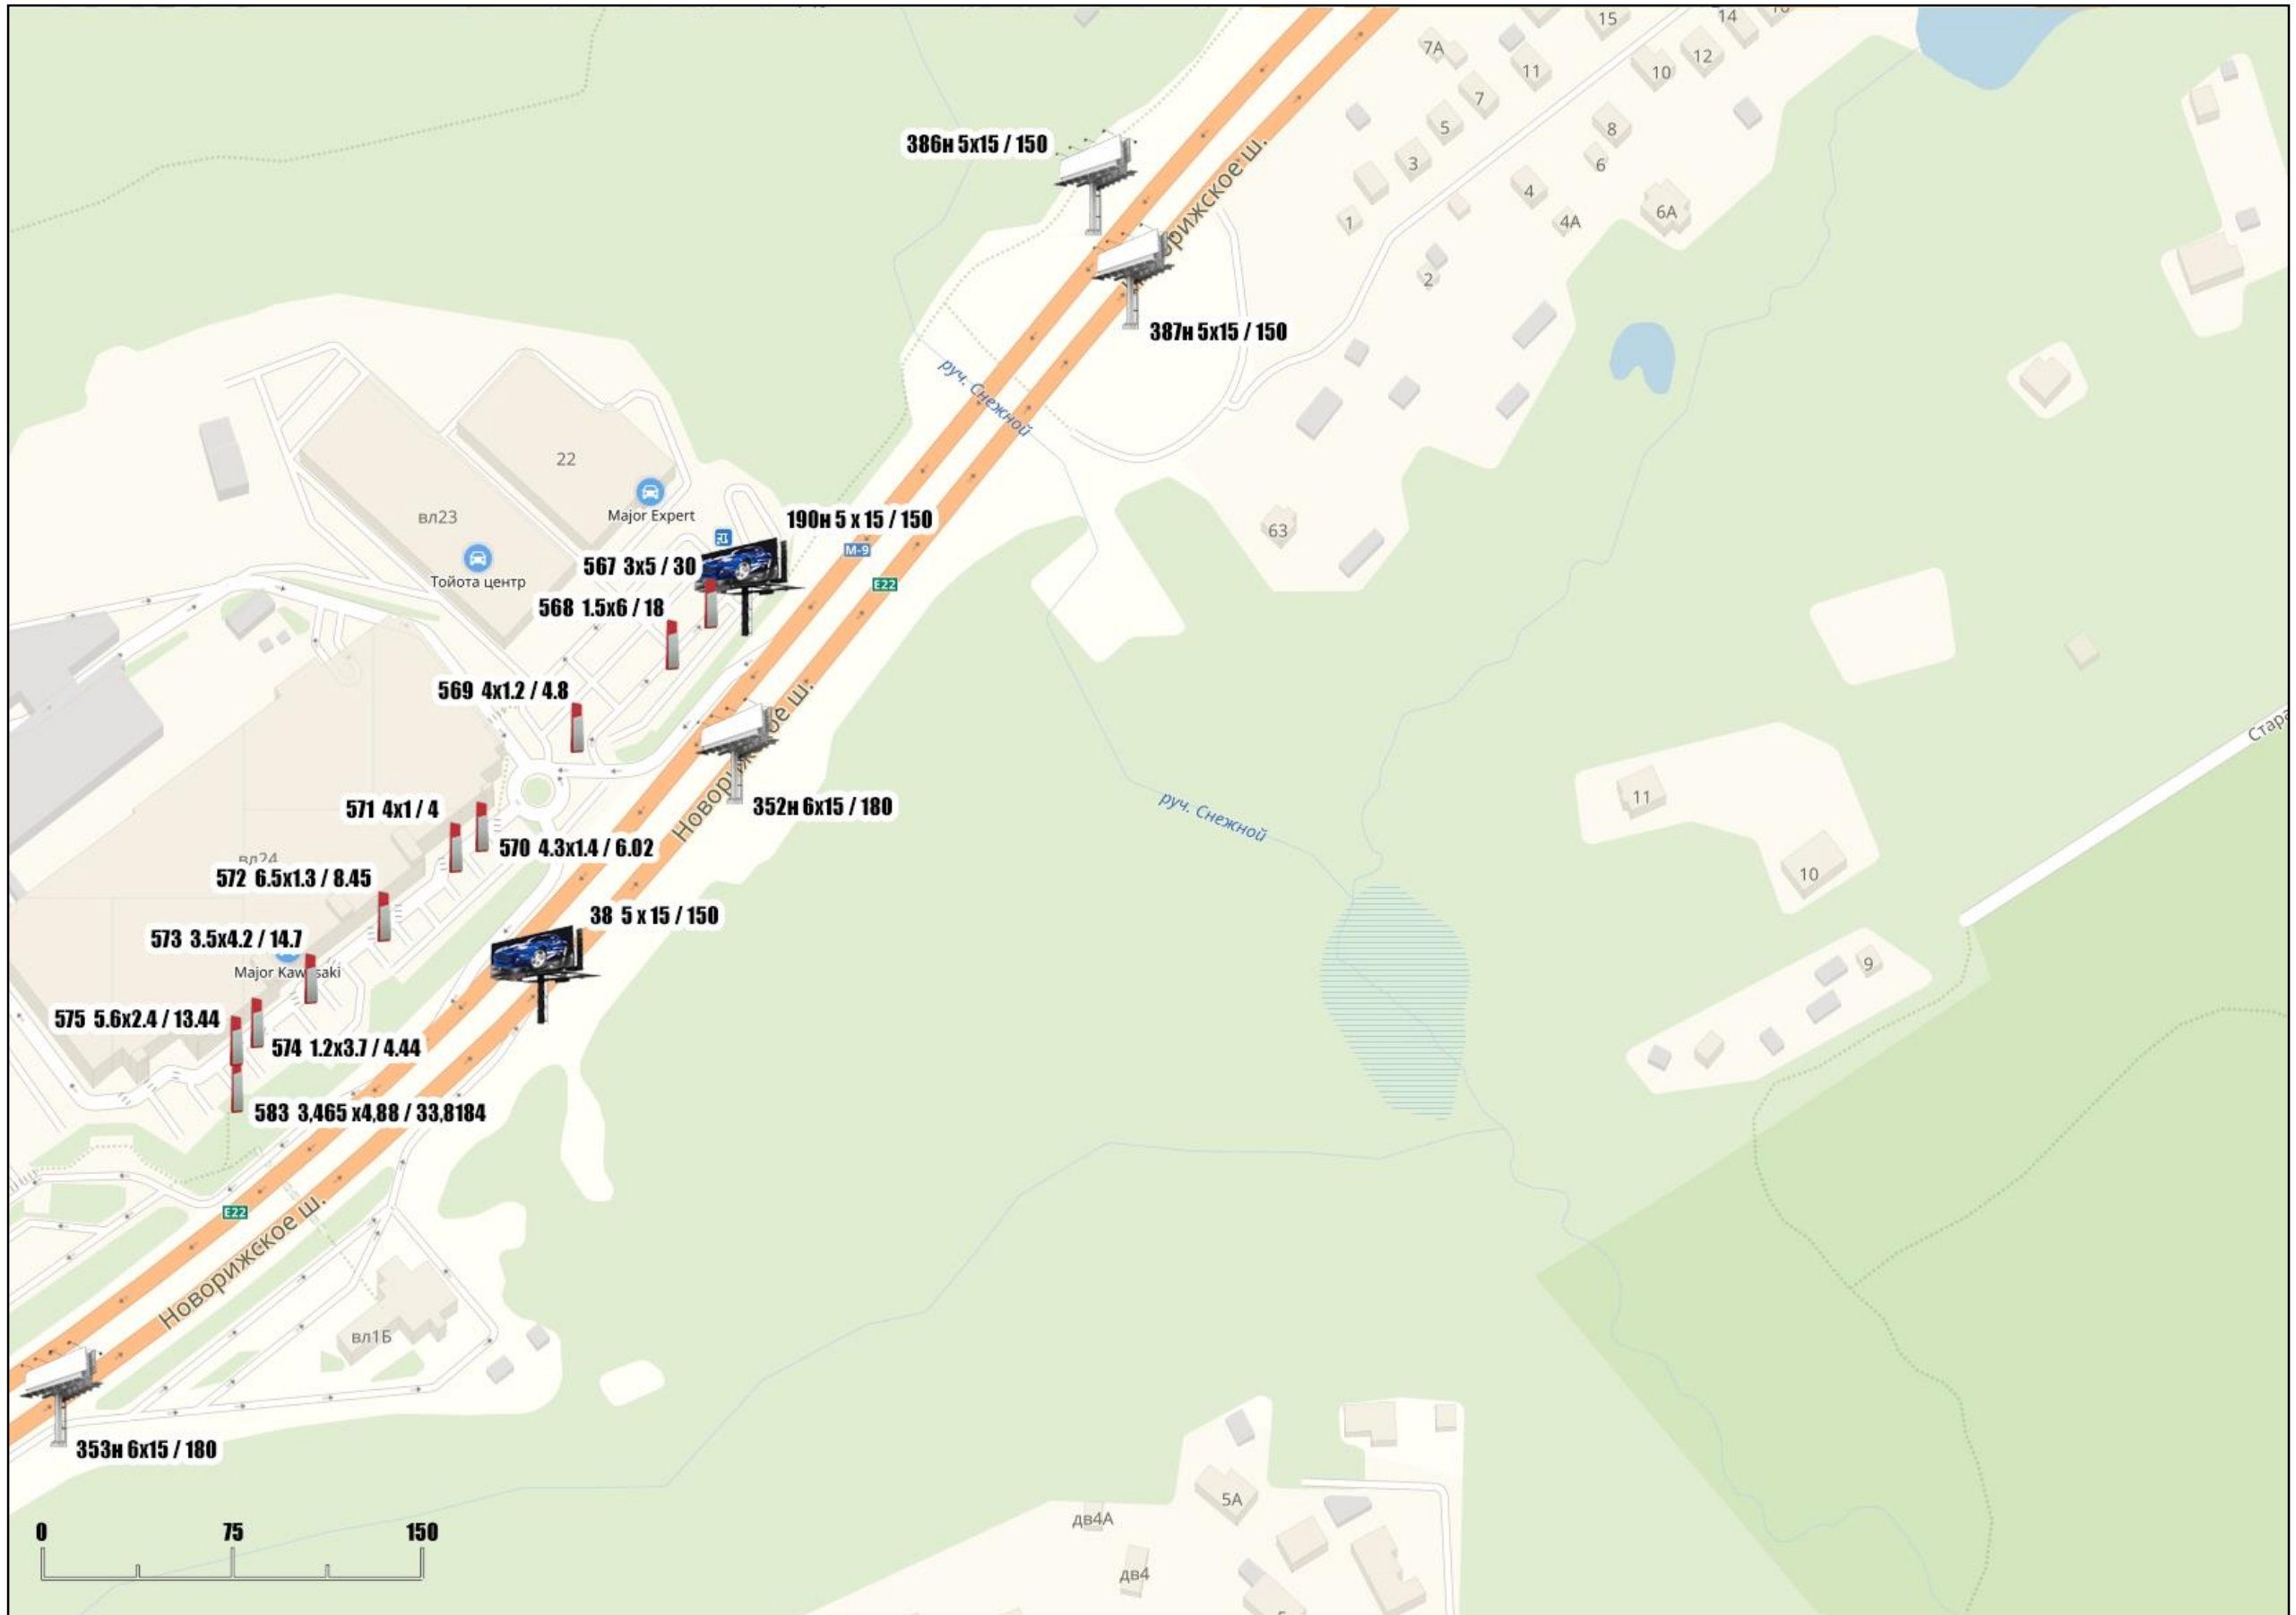 15
14
7А
12
11
10
7
5
8
386н 5х15 / 150
3
6
4
6А
4А
1
Новорижское ш.
2
387н 5х15 / 150
руч. Снежной
22
Major Expert
вл23
190н 5 х 15 / 150
63
М-9
567 3х5 / 30
Тойота центр
E22
568 1.5х6 / 18
569 4х1.2 / 4.8
Новорижское ш.
Стара
11
571 4х1 / 4
352н 6х15 / 180
руч. Снежной
570 4.3х1.4 / 6.02
вл24
572 6.5х1.3 / 8.45
10
38 5 х 15 / 150
573 3.5х4.2 / 14.7
9
Major Kawasaki
575 5.6х2.4 / 13.44
574 1.2х3.7 / 4.44
583 3,465 х4,88 / 33,8184
E22
Новорижское ш.
вл1Б
353н 6х15 / 180
5А
дв4А
0 75 150
дв4